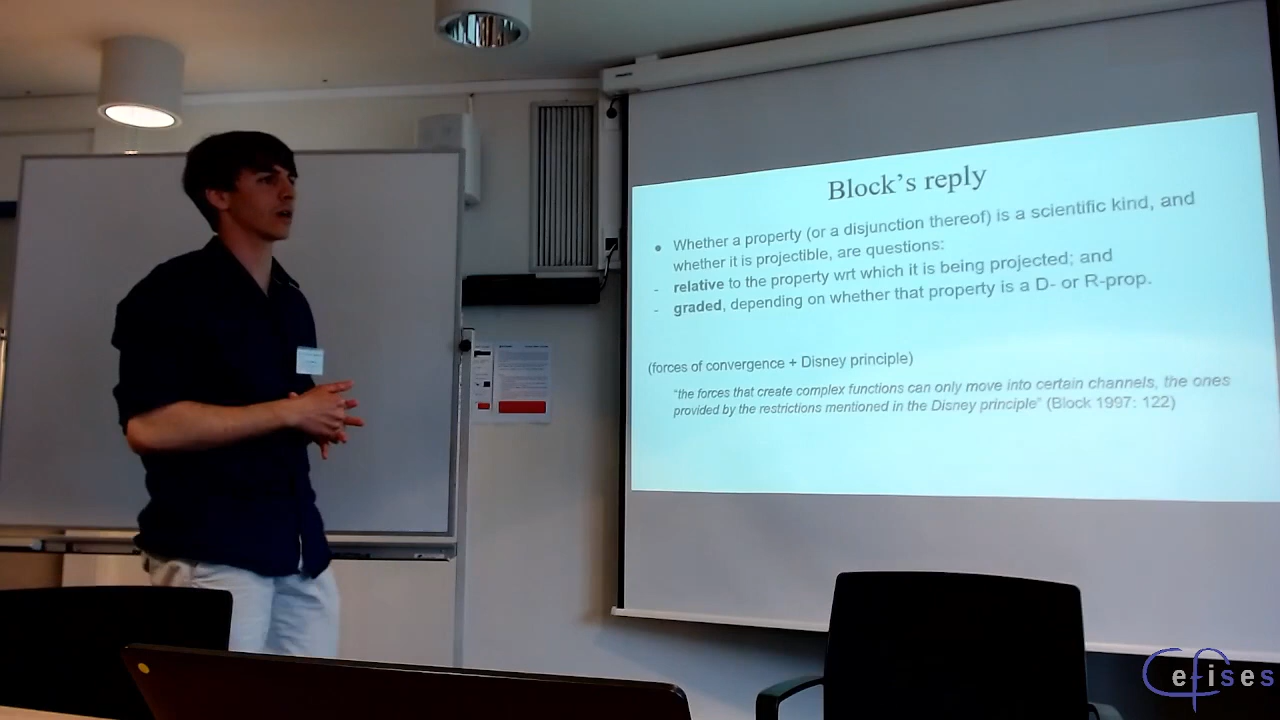 Block's reply
• Whether a property (or a disjunction thereof) is a scientific kind, and
whether it is projectible, are questions:
- relative to the property wrt which it is being projected; and
- graded, depending on whether that property is a D- or R-prop.
(forces of convergence + Disney principle)
"the forces that create complex functions can only move into certain channels, the ones
provided by the restrictions mentioned in the Disney principle" (Block 1997: 122)
Cefises